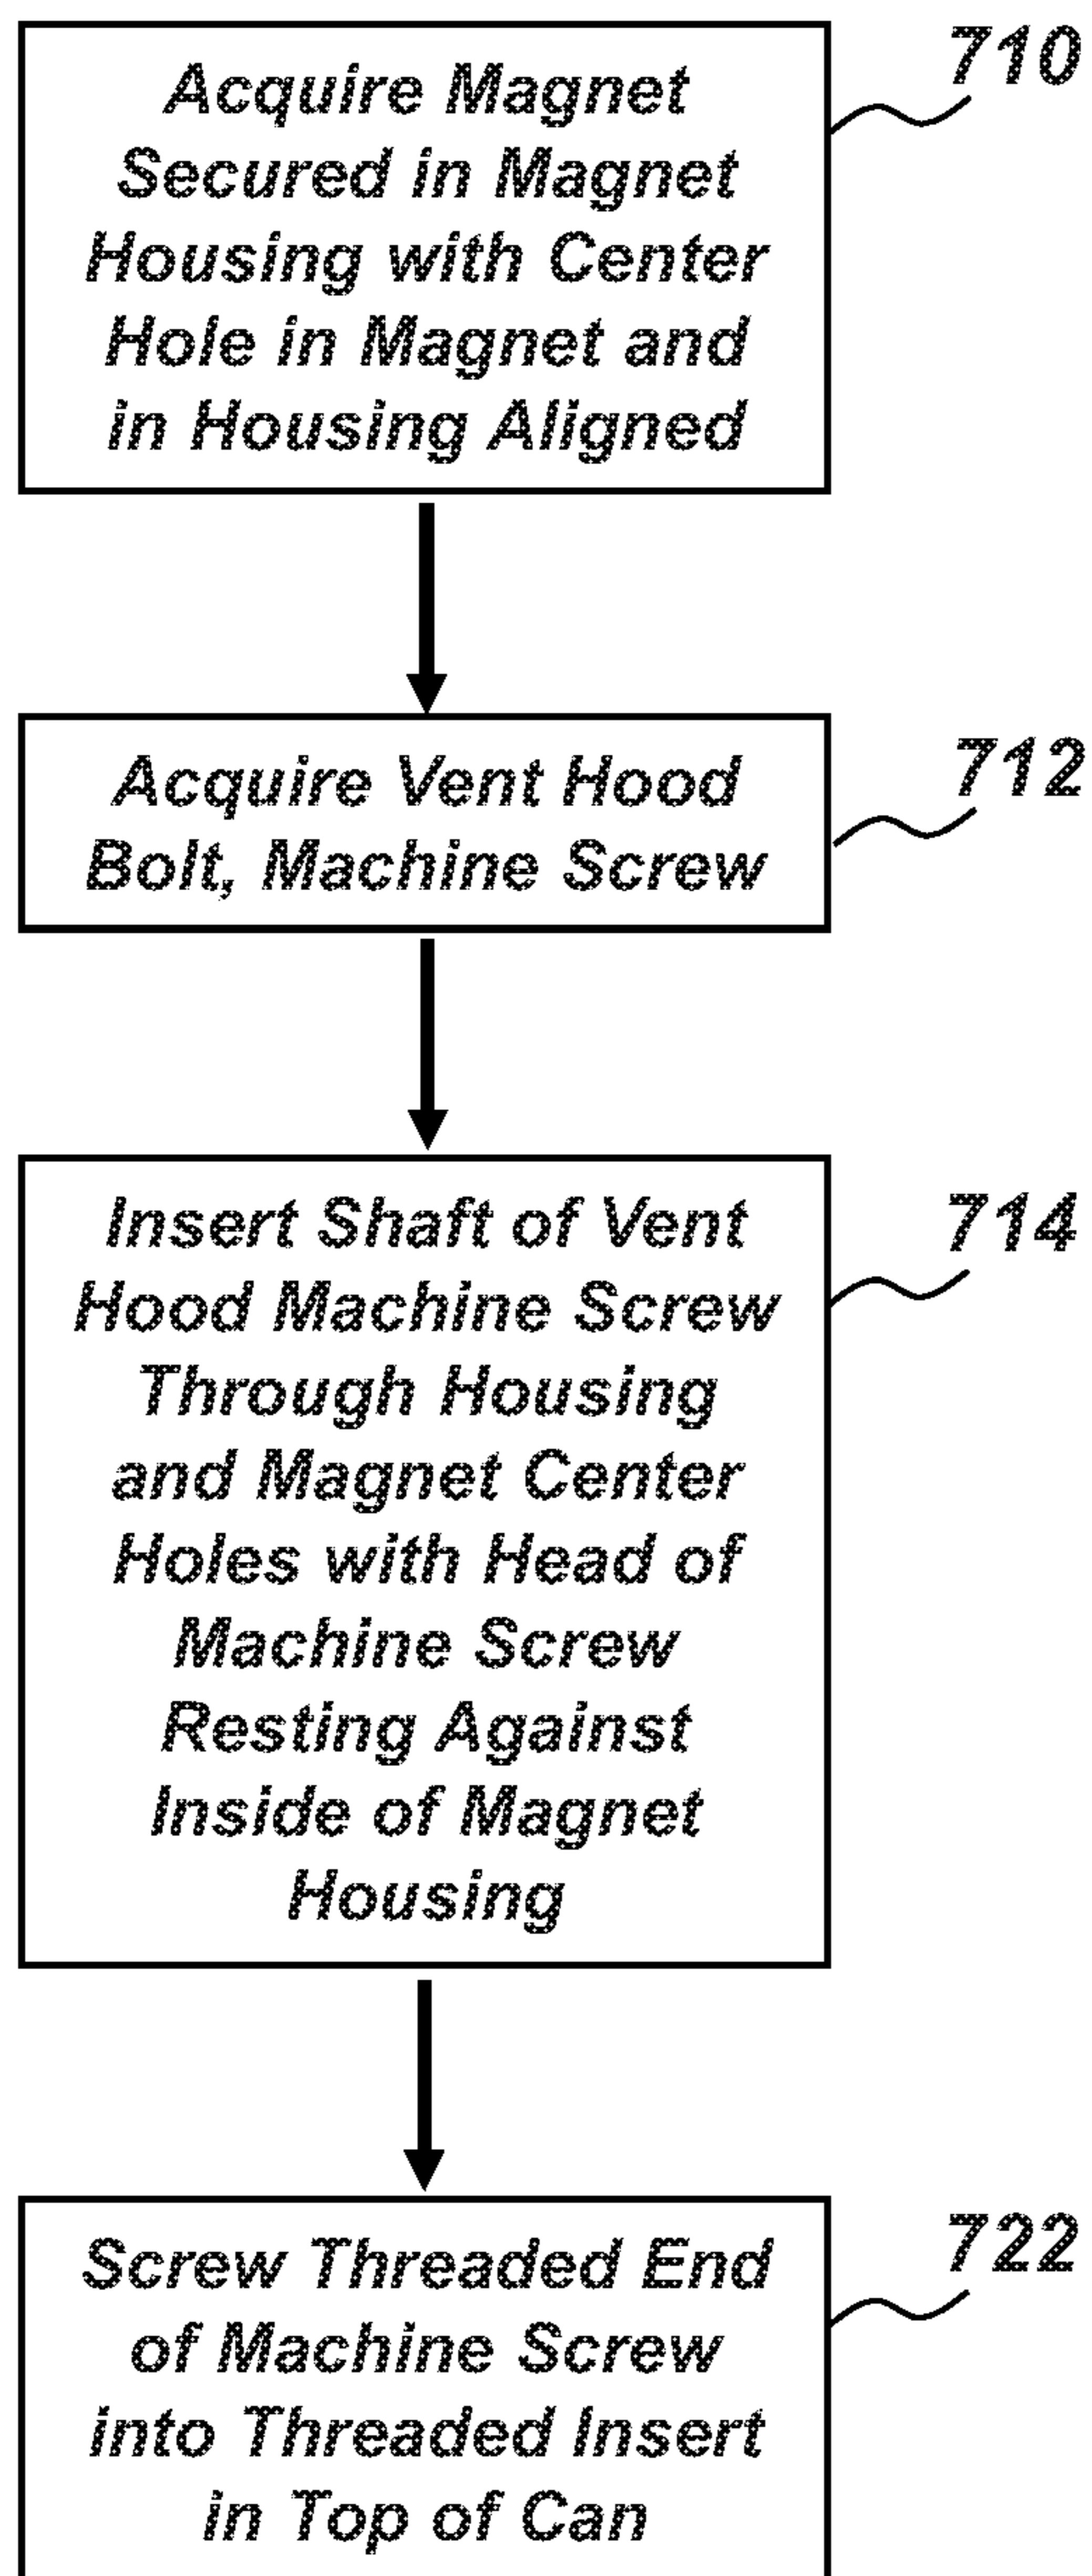 Acquire Magnet
Secured in Magnet
Housing with Center
Hole in Magnet and
in Housing Aligned
710
Acquire Vent Hood
Bolt, Machine Screw
712
Insert Shaft of Vent
Hood Machine Screw
Through Housing
and Magnet Center
Holes with Head of
Machine Screw
Resting Against
Inside of Magnet
Housing
714
Screw Threaded End
of Machine Screw
into Threaded Insert
in Top of Can
722